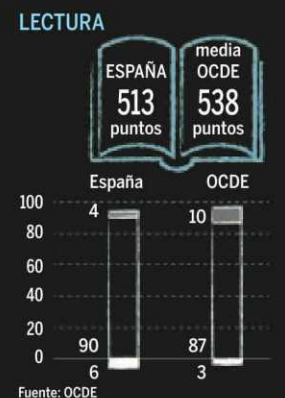 LECTURA
ESPAÑA
513
puntos
media
OCDE
538
puntos
España OCDE
100
4
10
80
60
40
20
90
87
0
6
3
Fuente: OCDE